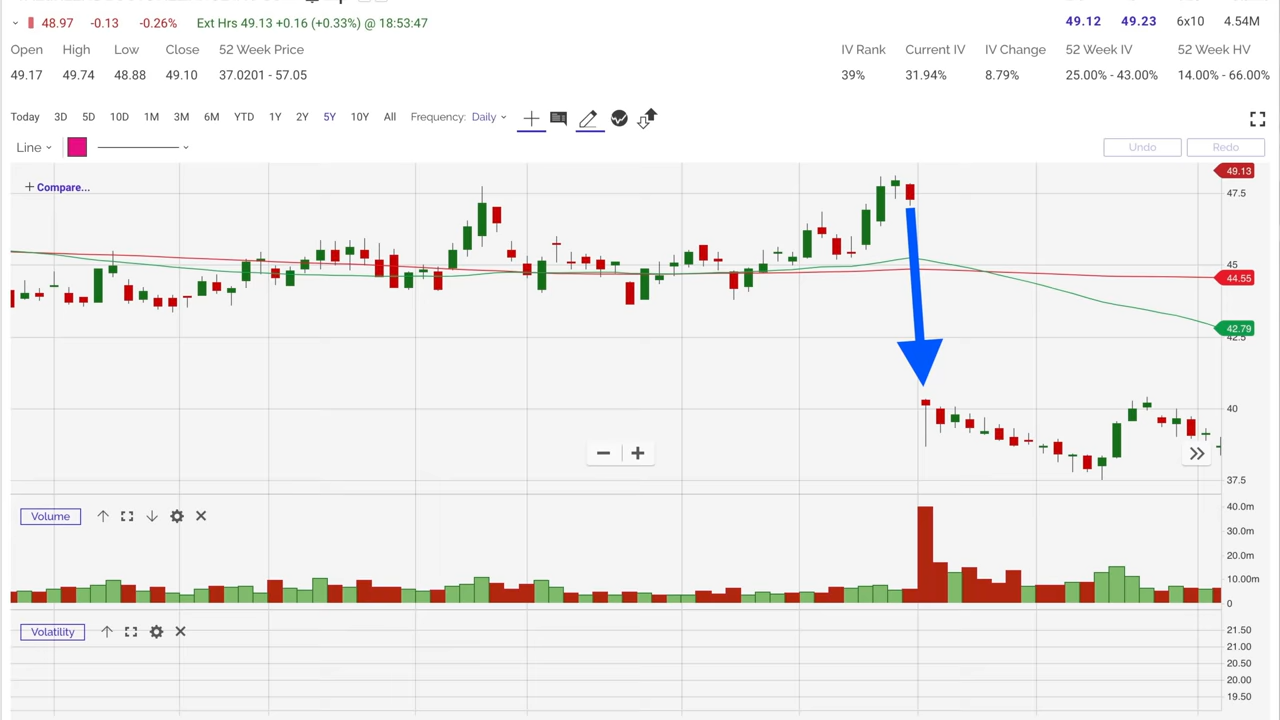 48.97 -0.13 -0.26% Ext Hrs 49.13 +0.16 (+0.33%) @ 18:53:47 49.12 49.23 6x10 4.54M
Open High Low Close 52 Week Price IV Rank Current IV IV Change 52 Week IV 52 Week HV
49.17 49.74 48.88 49.10 37.0201 - 57.05 39% 31.94% 8.79% 25.00% - 43.00% 14.00% - 66.00%
Today 3D 5D 10D 1M 3M 6M YTD 1Y 2Y 5Y 10Y All Frequency: Daily
Line Undo Redo
49.13
+ Compare...
47.5
45
44.55
42.79
42.5
40
37.5
Volume
40.0m
30.0m
20.0m
10.00m
0
Volatility
21.50
21.00
20.50
20.00
19.50